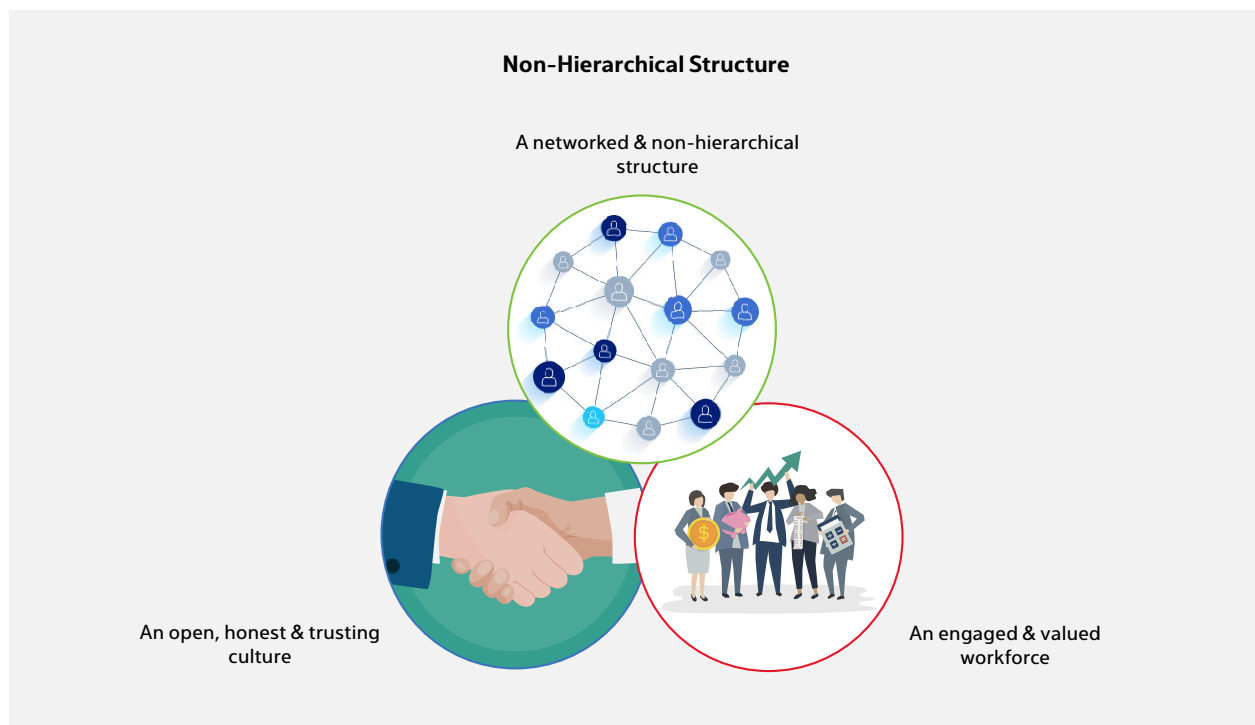 Non-Hierarchical Structure
A networked & non-hierarchical
structure
$
An open, honest & trusting
culture
An engaged & valued
workforce